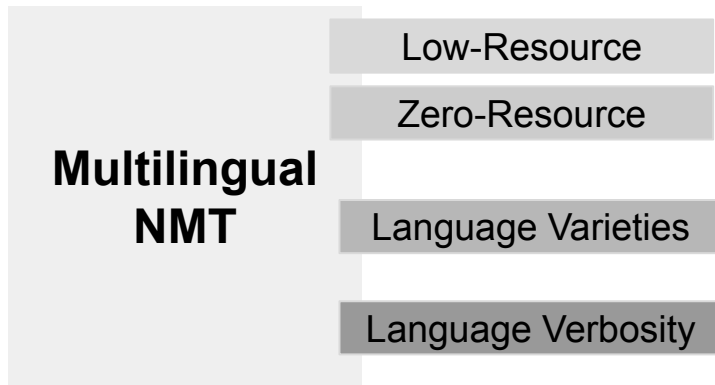 Low-Resource
Zero-Resource
Multilingual
NMT
Language Varieties
Language Verbosity